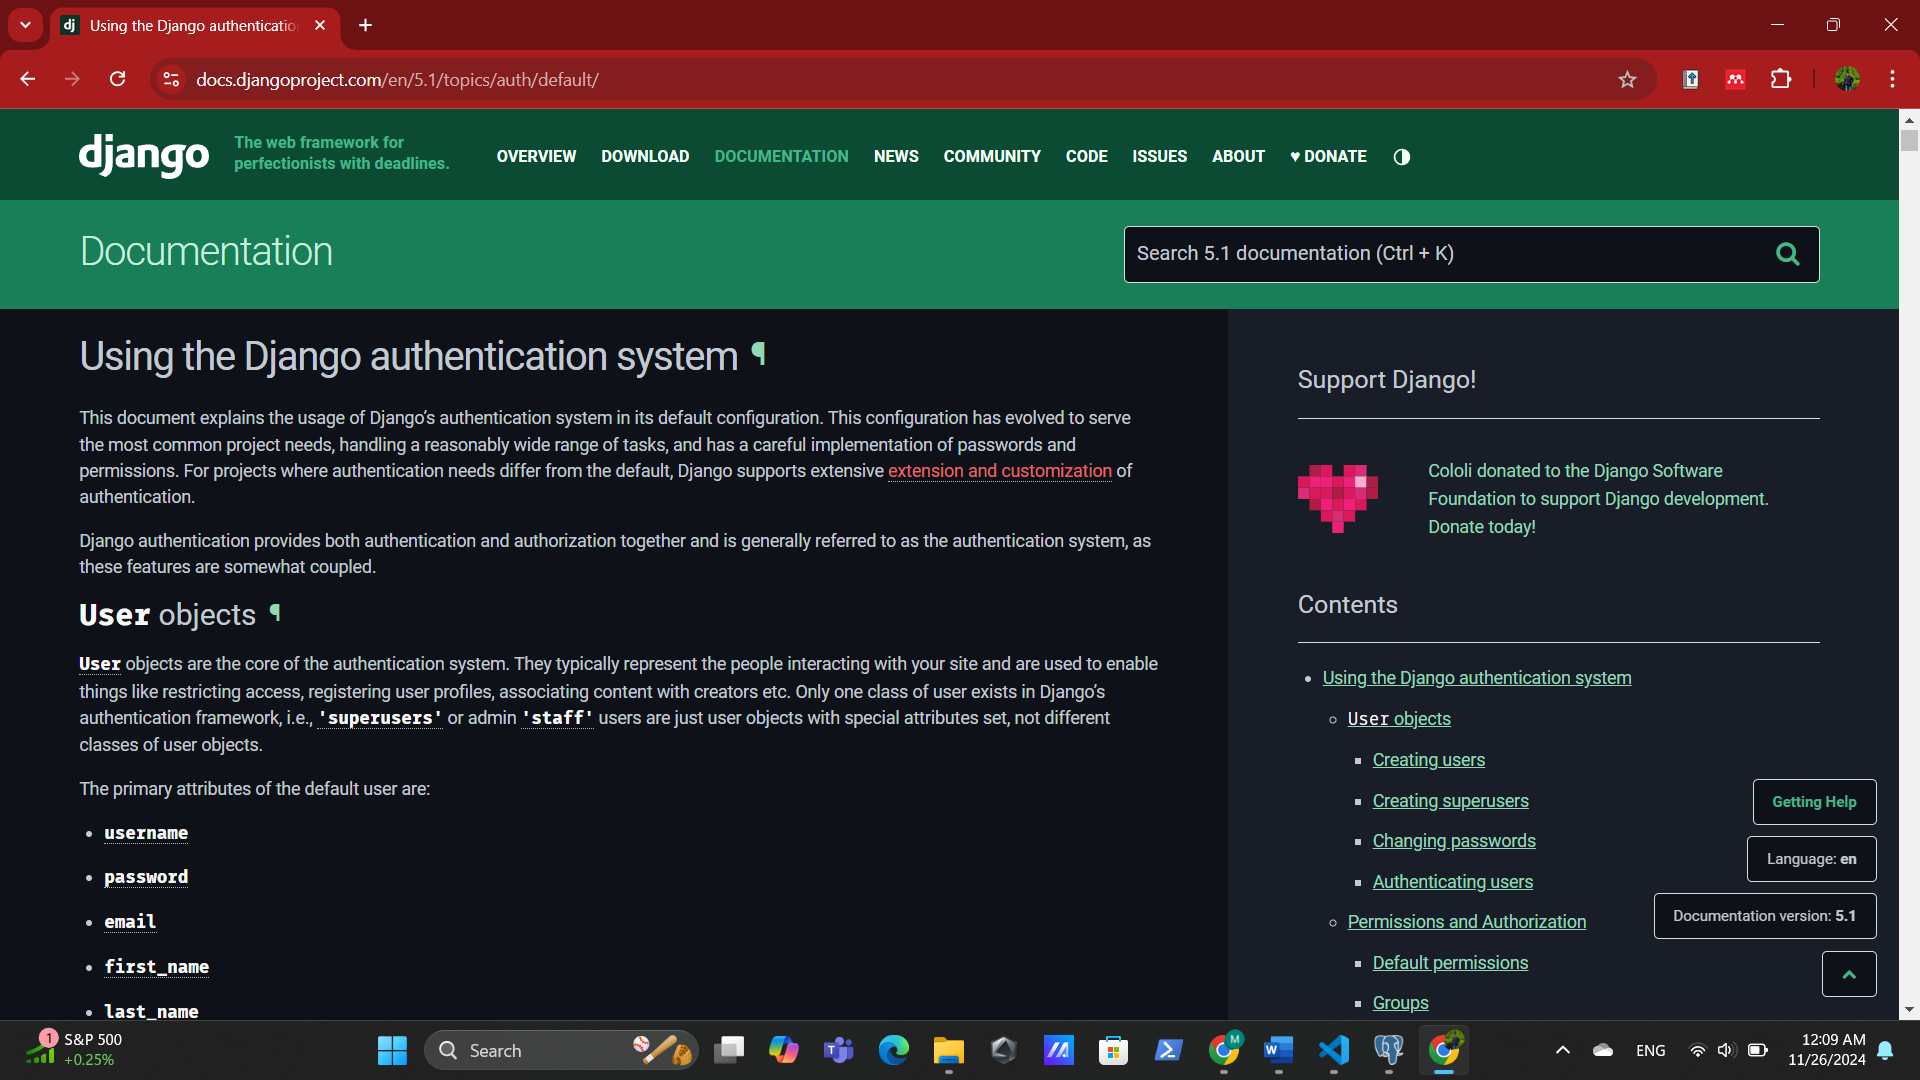 dj Using the Django authenticatio
docs.djangoproject.com/en/5.1/topics/auth/default/
django
The web framework for
perfectionists with deadlines.
OVERVIEW DOWNLOAD DOCUMENTATION NEWS COMMUNITY CODE ISSUES ABOUT ♥ DONATE
Documentation
Search 5.1 documentation (Ctrl + K)
Using the Django authentication system ¶
This document explains the usage of Django’s authentication system in its default configuration. This configuration has evolved to serve
the most common project needs, handling a reasonably wide range of tasks, and has a careful implementation of passwords and
permissions. For projects where authentication needs differ from the default, Django supports extensive extension and customization of
authentication.
Django authentication provides both authentication and authorization together and is generally referred to as the authentication system, as
these features are somewhat coupled.
User objects ¶
User objects are the core of the authentication system. They typically represent the people interacting with your site and are used to enable
things like restricting access, registering user profiles, associating content with creators etc. Only one class of user exists in Django’s
authentication framework, i.e., 'superusers' or admin 'staff' users are just user objects with special attributes set, not different
classes of user objects.
The primary attributes of the default user are:
• username
• password
• email
• first_name
• last_name
Support Django!
Cololi donated to the Django Software
Foundation to support Django development.
Donate today!
Contents
Using the Django authentication system
User objects
Creating users
Creating superusers
Changing passwords
Authenticating users
Permissions and Authorization
Default permissions
Groups
Getting Help
Language: en
Documentation version: 5.1
1
S&P 500
+0.25%
Search
T
M
W
ENG
12:09 AM
11/26/2024